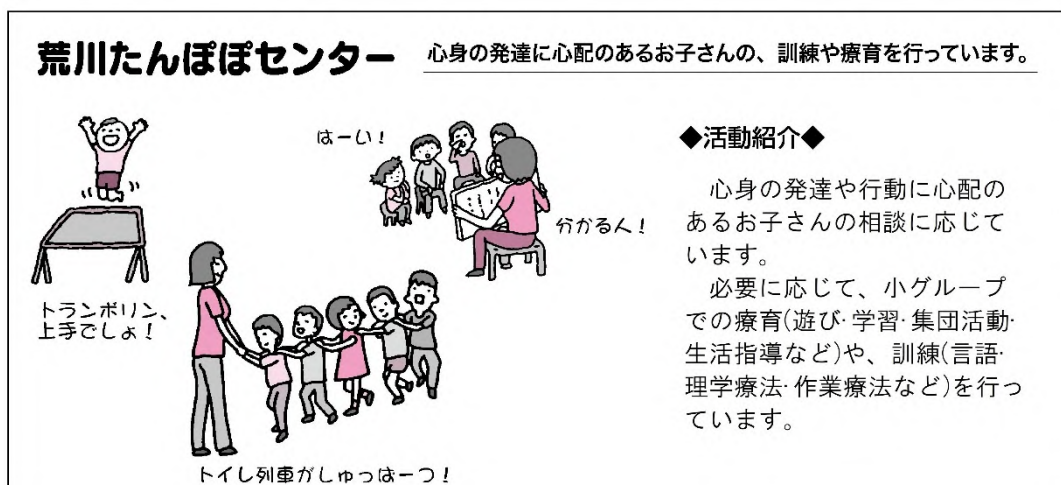 荒川たんぽぽセンター
心身の発達に心配のあるお子さんの、訓練や療育を行っています。
はーい！
分かる人！
トランポリン、
上手でしょ！
トイレ列車がしゅっぱーつ！
◆活動紹介◆
心身の発達や行動に心配の
あるお子さんの相談に応じて
います。
必要に応じて、小グループ
での療育(遊び･学習･集団活動･
生活指導など)や、訓練(言語･
理学療法･作業療法など)を行っ
ています。